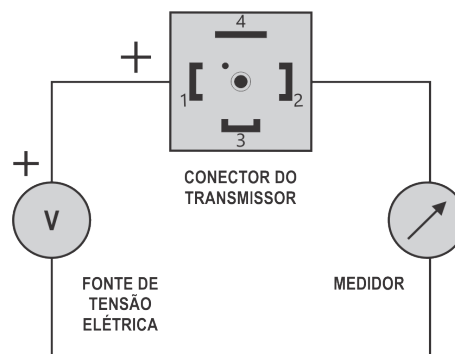 4
+
1
2
3
CONECTOR DO
TRANSMISSOR
+
V
FONTE DE
TENSÃO
ELÉTRICA
MEDIDOR